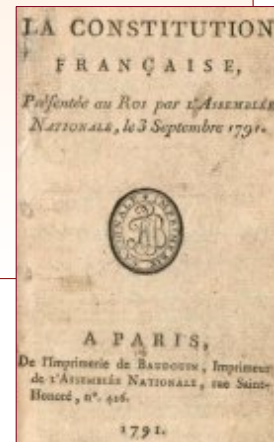 LA CONSTITUTION
FRANÇAISE,
Présentée au ROI par L'ASSEMBLÉE
NATIONALE, le 3 Septembre 1791.
A PARIS,
De l'Imprimerie de BAUDOUIN, Imprimeur
de L'ASSEMBLÉE NATIONALE, rue Saint-
Honoré, n°. 426.
1791.